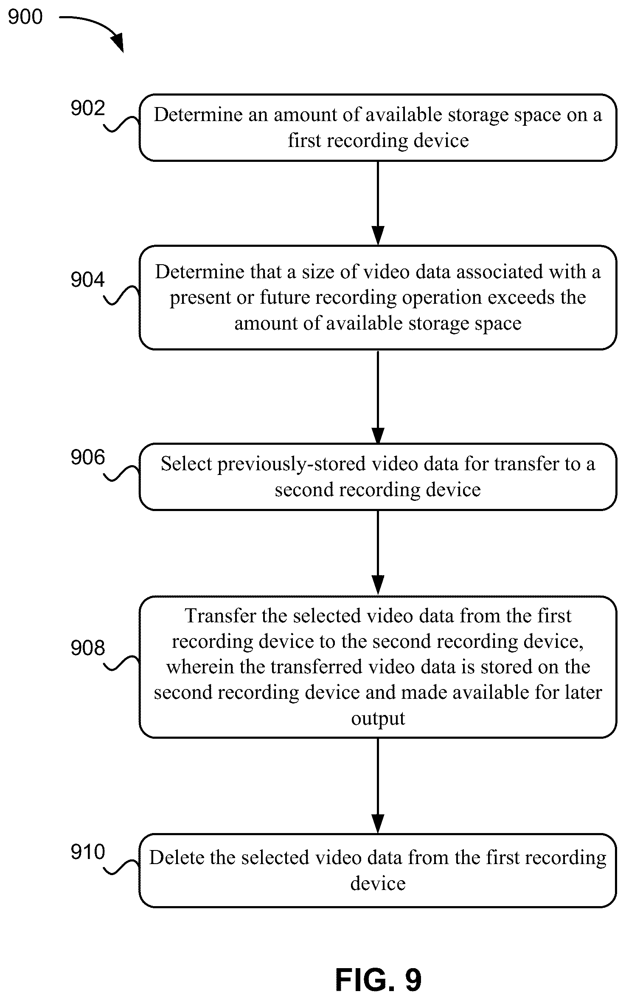 900
902
Determine an amount of available storage space on a
first recording device
904
Determine that a size of video data associated with a
present or future recording operation exceeds the
amount of available storage space
906
Select previously-stored video data for transfer to a
second recording device
908
Transfer the selected video data from the first
recording device to the second recording device,
wherein the transferred video data is stored on the
second recording device and made available for later
output
910
Delete the selected video data from the first recording
device
FIG. 9